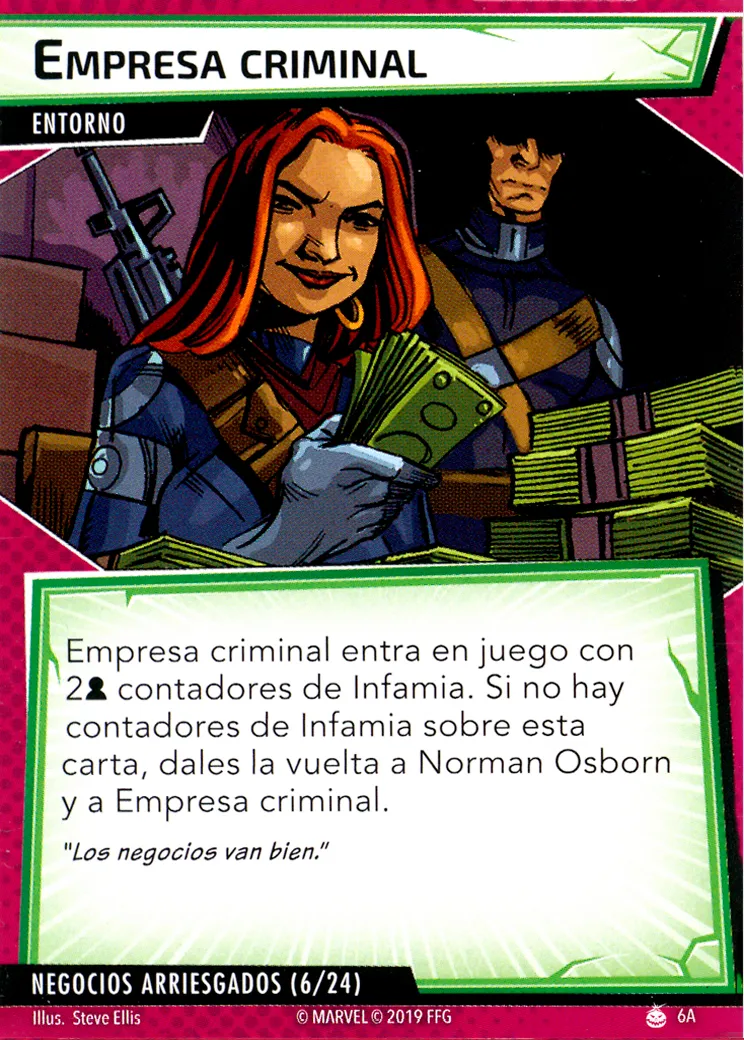 EMPRESA CRIMINAL
ENTORNO
Empresa criminal entra en juego con
2 contadores de Infamia. Si no hay
contadores de Infamia sobre esta
carta, dales la vuelta a Norman Osborn
y a Empresa criminal.
"Los negocios van bien."
NEGOCIOS ARRIESGADOS (6/24)
Illus. Steve Ellis © MARVEL © 2019 FFG 6A